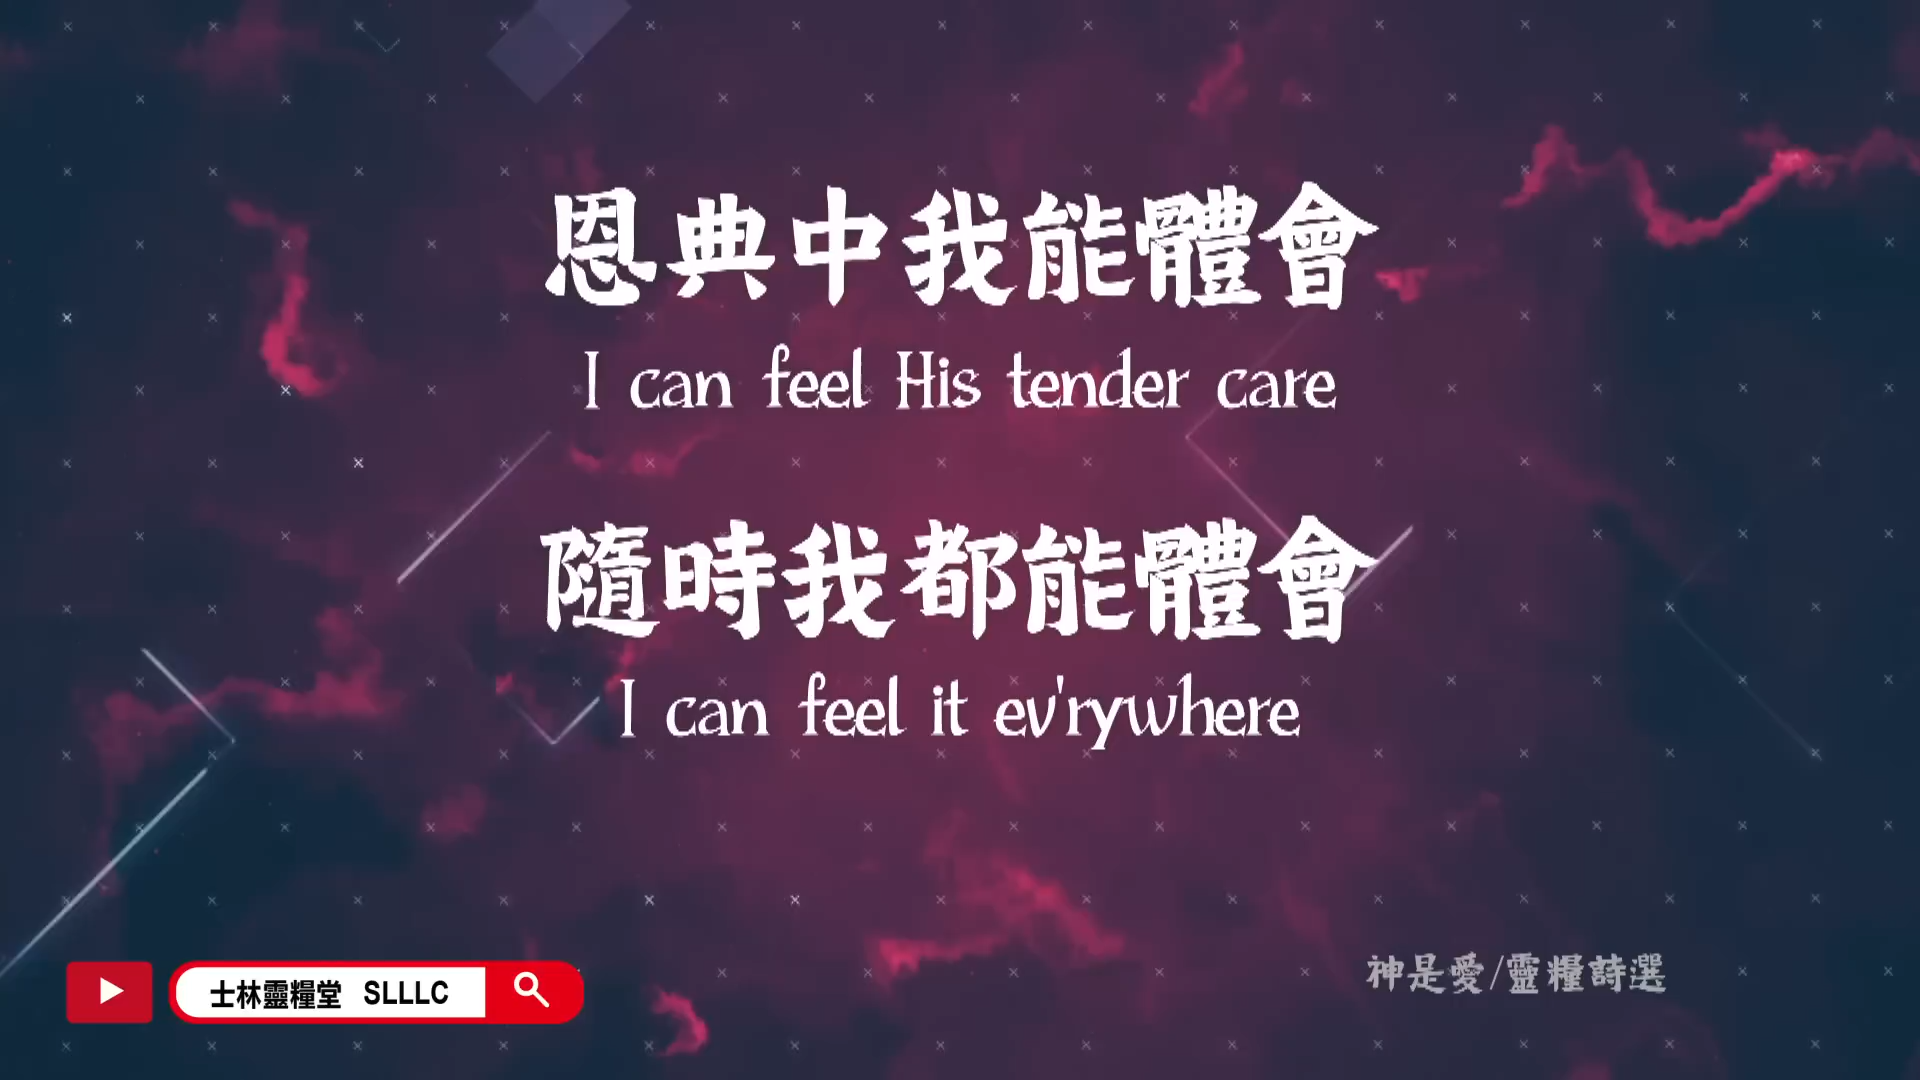 恩典中我能體會
I can feel His tender care
隨時我都能體會
I can feel it ev'rywhere
士林靈糧堂 SLLLC
神是愛/靈糧詩選